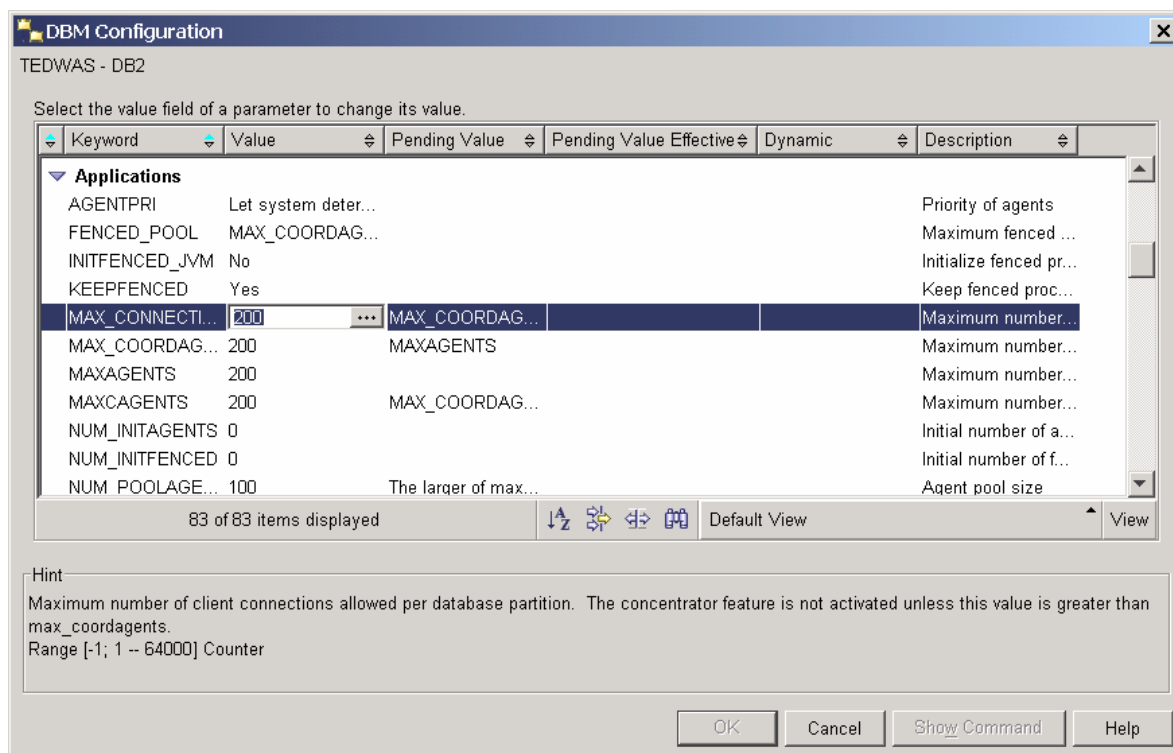 DBM Configuration
TEDWAS - DB2
Select the value field of a parameter to change its value.
Keyword Value Pending Value Pending Value Effective Dynamic Description
Applications
AGENTPRI Let system deter... Priority of agents
FENCED_POOL MAX_COORDAG... Maximum fenced ...
INITFENCED_JVM No Initialize fenced pr...
KEEPFENCED Yes Keep fenced proc...
MAX_CONNECTI... 200 ... MAX_COORDAG... Maximum number...
MAX_COORDAG... 200 MAXAGENTS Maximum number...
MAXAGENTS 200 Maximum number...
MAXCAGENTS 200 MAX_COORDAG... Maximum number...
NUM_INITAGENTS 0 Initial number of a...
NUM_INITFENCED 0 Initial number of f...
NUM_POOLAGE... 100 The larger of max... Agent pool size
83 of 83 items displayed Default View View
Hint
Maximum number of client connections allowed per database partition. The concentrator feature is not activated unless this value is greater than
max_coordagents.
Range [-1; 1 -- 64000] Counter
OK Cancel Show Command Help